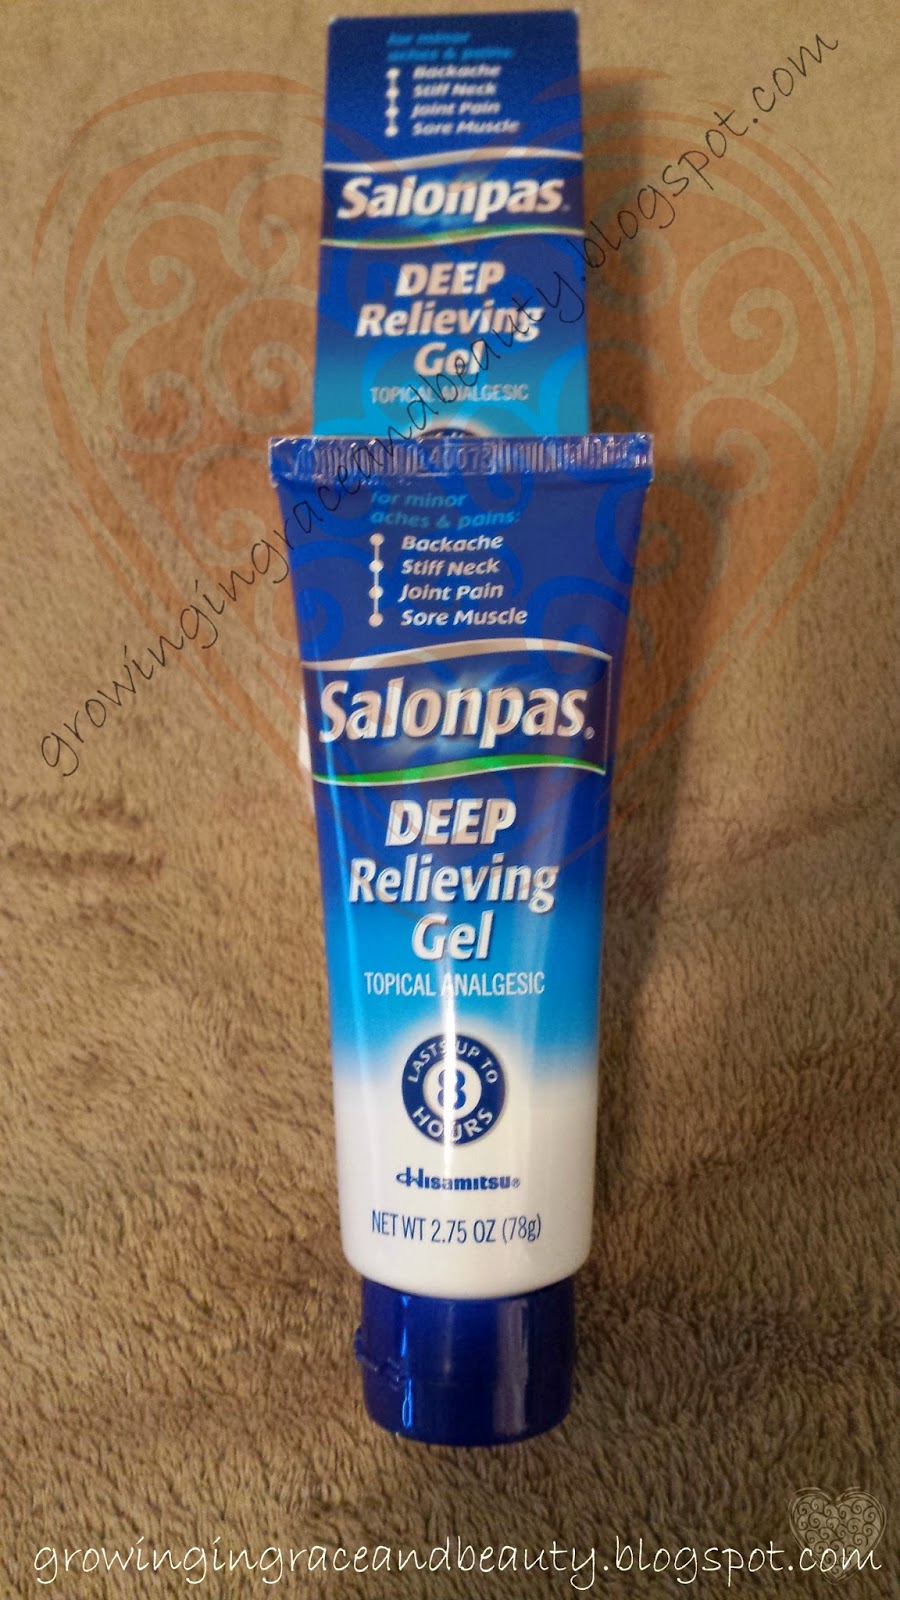 for minor
aches & pains:
Backache
Stiff Neck
Joint Pain
Sore Muscle
Salonpas®
DEEP
Relieving
Gel
TOPICAL ANALGESIC
growingingraceandbeauty.blogspot.com
for minor
aches & pains:
Backache
Stiff Neck
Joint Pain
Sore Muscle
Salonpas®
DEEP
Relieving
Gel
TOPICAL ANALGESIC
LASTS UP TO
8
HOURS
Hisamitsu®
NET WT 2.75 OZ (78g)
growingingraceandbeauty.blogspot.com